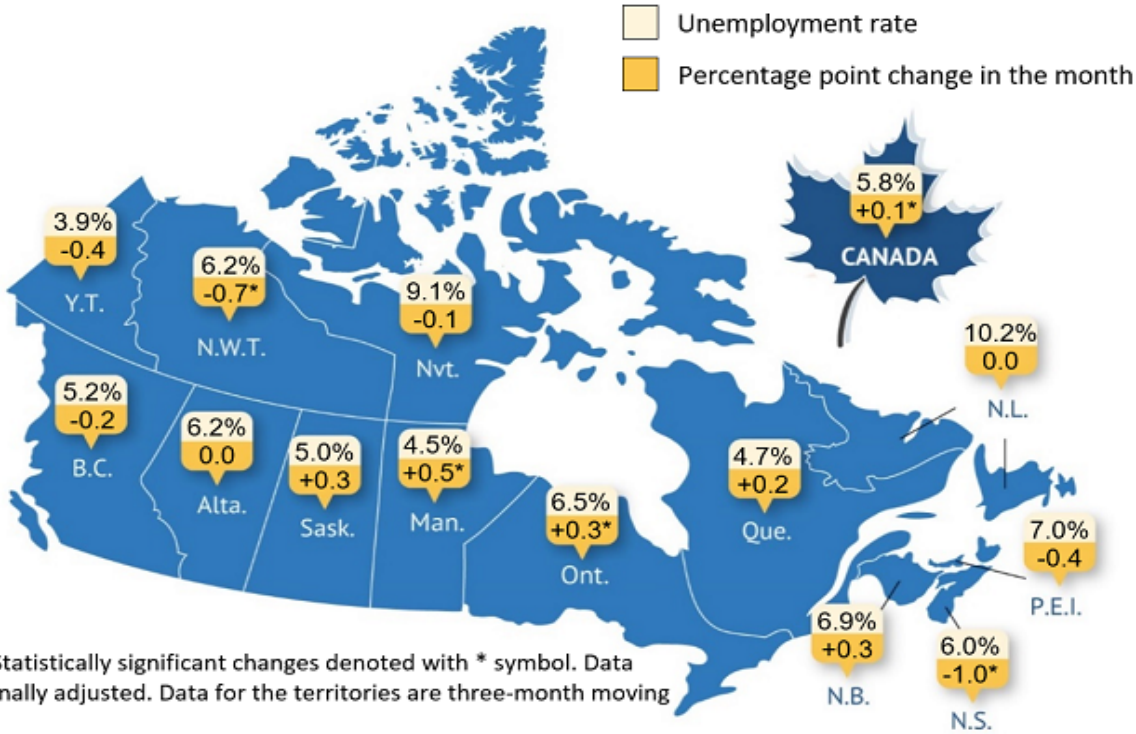 Unemployment rate
Percentage point change in the month
5.8%
+0.1*
CANADA
3.9%
-0.4
Y.T.
6.2%
-0.7*
N.W.T.
9.1%
-0.1
Nvt.
10.2%
0.0
N.L.
5.2%
-0.2
B.C.
6.2%
0.0
Alta.
5.0%
+0.3
Sask.
4.5%
+0.5*
Man.
6.5%
+0.3*
Ont.
4.7%
+0.2
Que.
7.0%
-0.4
P.E.I.
6.9%
+0.3
N.B.
6.0%
-1.0*
N.S.
Statistically significant changes denoted with * symbol. Data
nally adjusted. Data for the territories are three-month moving